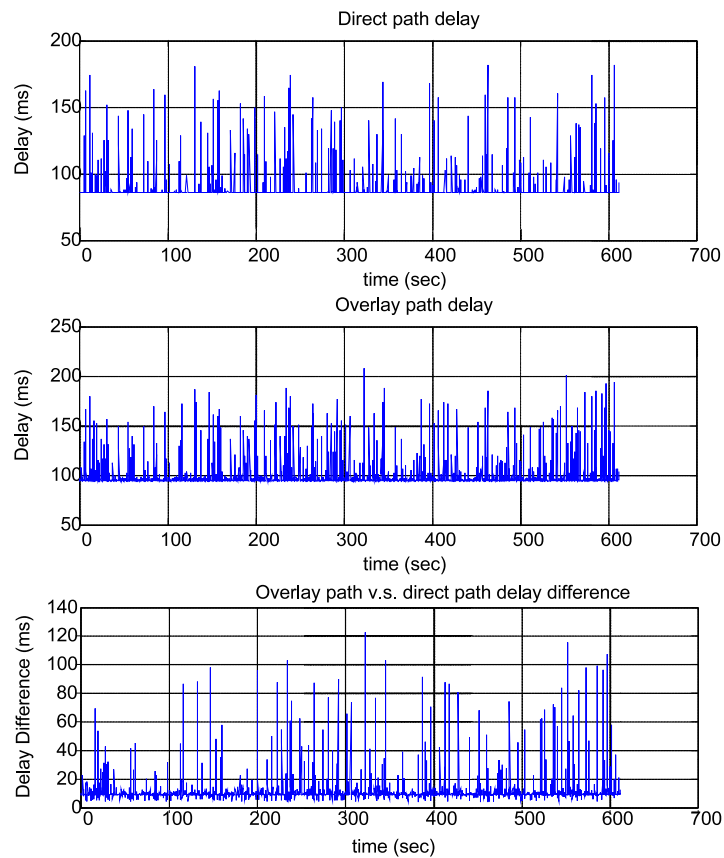 Direct path delay
200
150
100
50
Delay (ms)
0 100 200 300 400 500 600 700
time (sec)
Overlay path delay
250
200
150
100
50
Delay (ms)
0 100 200 300 400 500 600 700
time (sec)
Overlay path v.s. direct path delay difference
140
120
100
80
60
40
20
0
Delay Difference (ms)
0 100 200 300 400 500 600 700
time (sec)